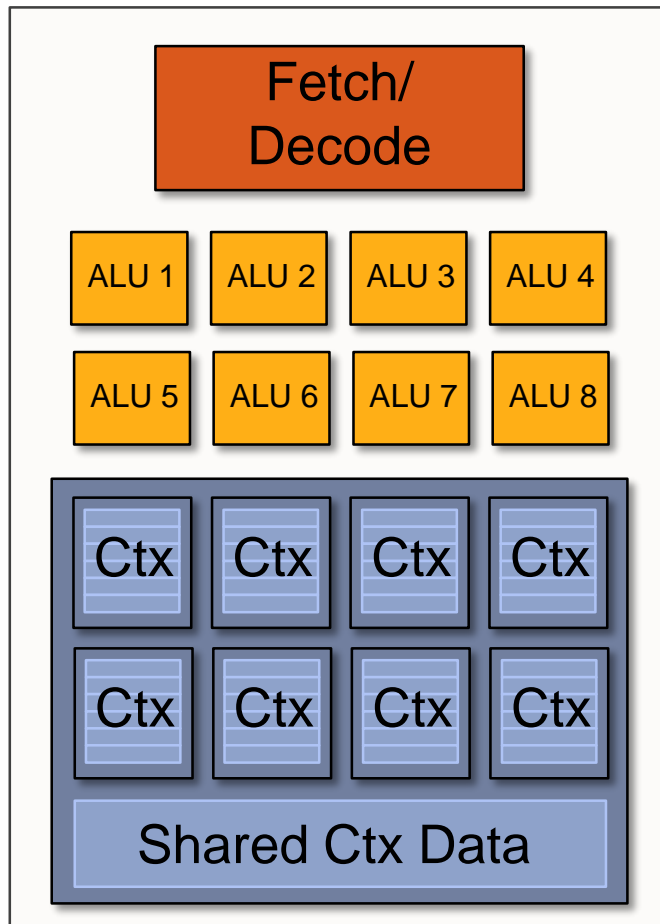 Fetch/
Decode
ALU 1 ALU 2 ALU 3 ALU 4
ALU 5 ALU 6 ALU 7 ALU 8
Ctx Ctx Ctx Ctx
Ctx Ctx Ctx Ctx
Shared Ctx Data